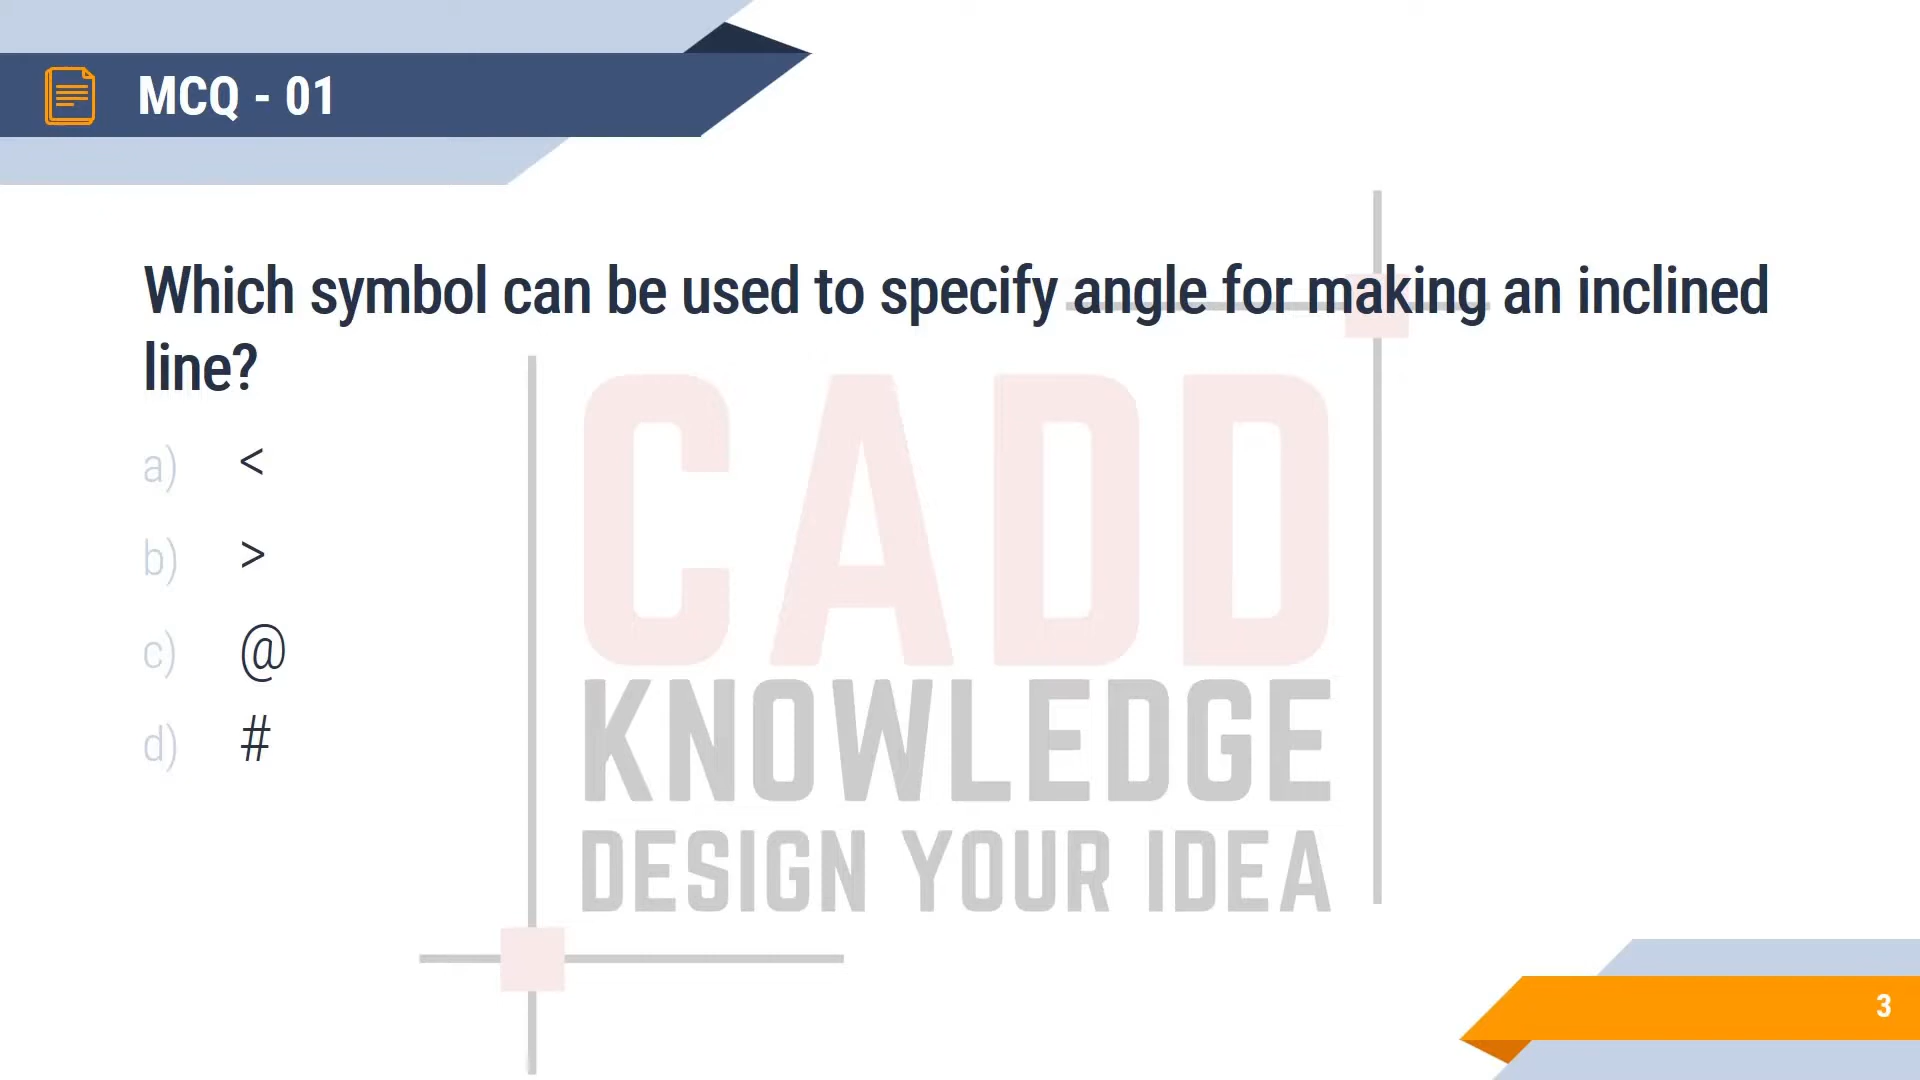 MCQ - 01
Which symbol can be used to specify angle for making an inclined
line?
a) <
b) >
c) @
d) #
CADD
KNOWLEDGE
DESIGN YOUR IDEA
3